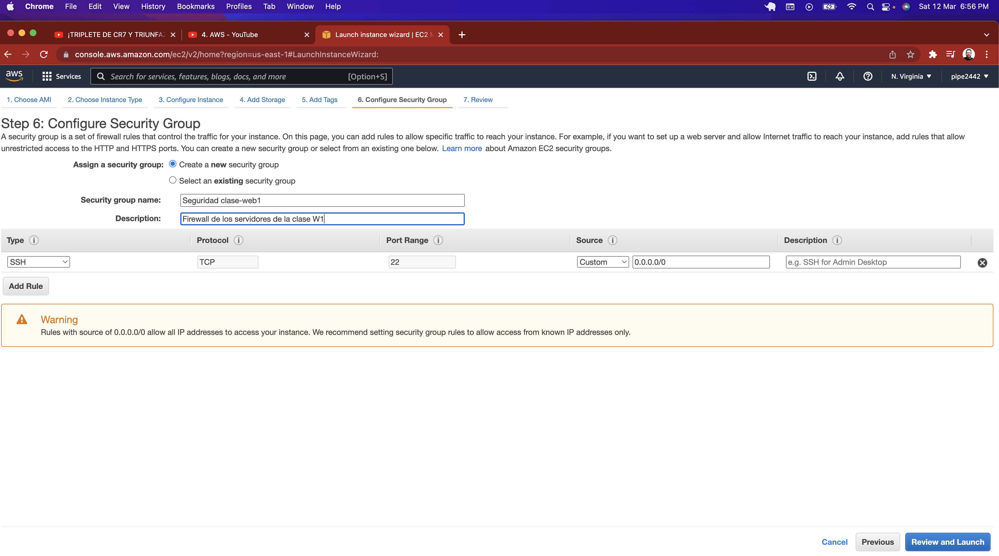 Chrome File Edit View History Bookmarks Profiles Tab Window Help Sat 12 Mar 6:56 PM
¡TRIPLETE DE CR7 Y TRIUNFAZ 4. AWS - YouTube Launch instance wizard | EC2 M
console.aws.amazon.com/ec2/v2/home?region=us-east-1#LaunchInstanceWizard:
aws Services Search for services, features, blogs, docs, and more [Option+S] N. Virginia pipe2442
1. Choose AMI 2. Choose Instance Type 3. Configure Instance 4. Add Storage 5. Add Tags 6. Configure Security Group 7. Review
Step 6: Configure Security Group
A security group is a set of firewall rules that control the traffic for your instance. On this page, you can add rules to allow specific traffic to reach your instance. For example, if you want to set up a web server and allow Internet traffic to reach your instance, add rules that allow
unrestricted access to the HTTP and HTTPS ports. You can create a new security group or select from an existing one below. Learn more about Amazon EC2 security groups.
Assign a security group: Create a new security group
Select an existing security group
Security group name: Seguridad clase-web1
Description: Firewall de los servidores de la clase W1
Type Protocol Port Range Source Description
SSH TCP 22 Custom 0.0.0.0/0 e.g. SSH for Admin Desktop
Add Rule
Warning
Rules with source of 0.0.0.0/0 allow all IP addresses to access your instance. We recommend setting security group rules to allow access from known IP addresses only.
Cancel Previous Review and Launch